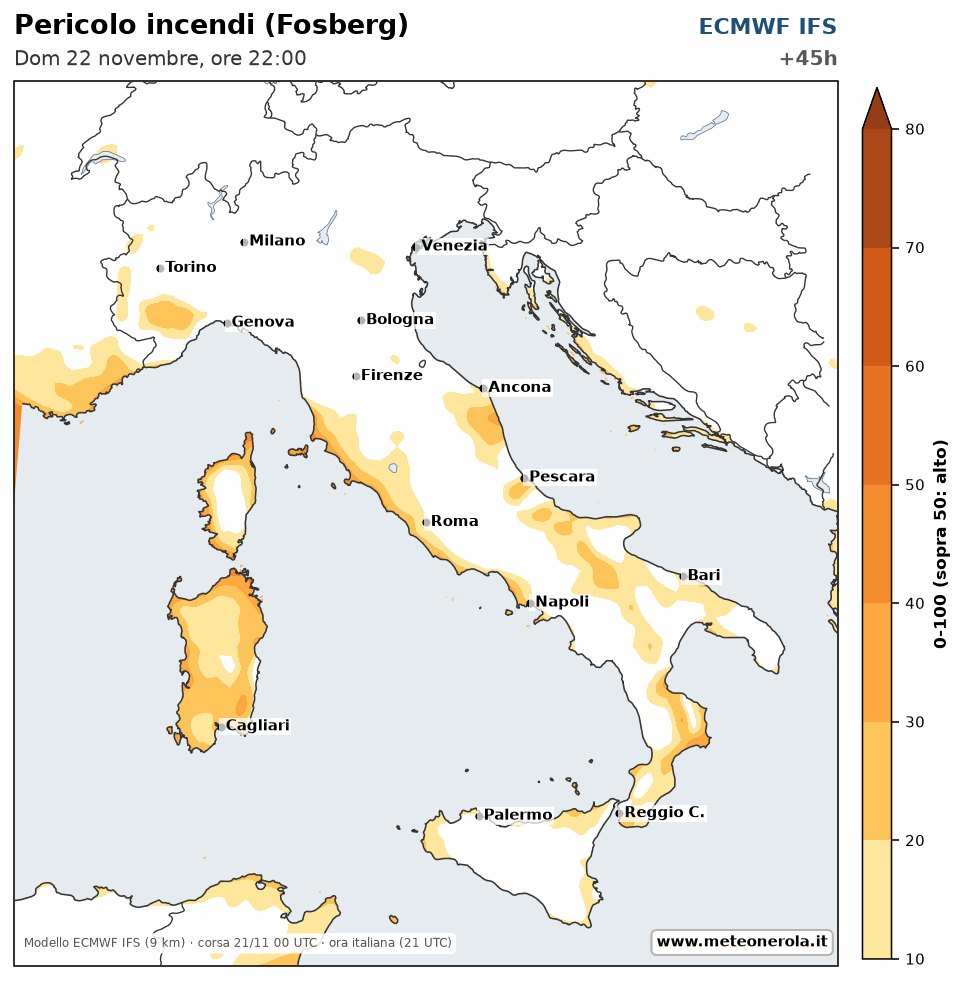 Pericolo incendi (Fosberg)
ECMWF IFS
Dom 22 novembre, ore 22:00
+45h
Milano
Venezia
Torino
Genova
Bologna
Firenze
Ancona
Pescara
Roma
Bari
Napoli
Cagliari
Palermo
Reggio C.
80
70
60
50
40
30
20
10
0-100 (sopra 50: alto)
Modello ECMWF IFS (9 km) · corsa 21/11 00 UTC · ora italiana (21 UTC)
www.meteonerola.it